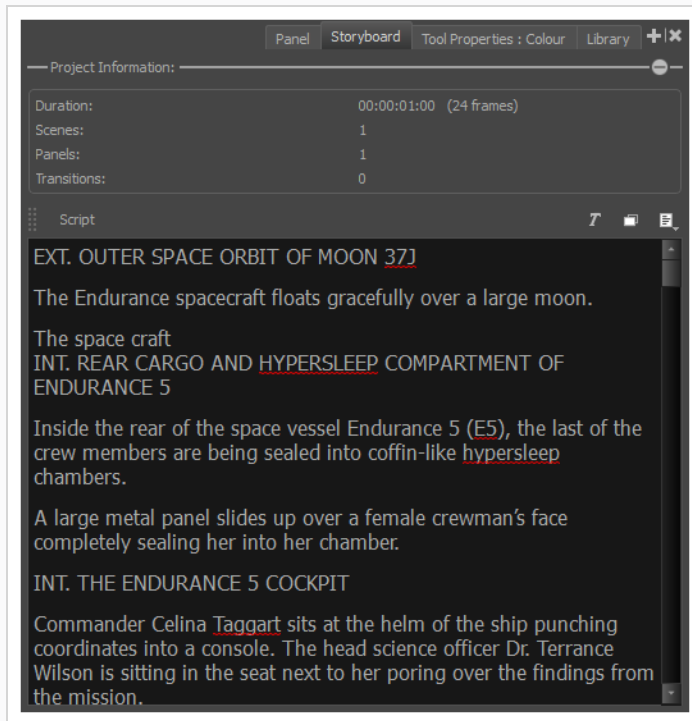 Panel Storyboard Tool Properties : Colour Library
Project Information:
Duration: 00:00:01:00 (24 frames)
Scenes: 1
Panels: 1
Transitions: 0
Script T
EXT. OUTER SPACE ORBIT OF MOON 37J
The Endurance spacecraft floats gracefully over a large moon.
The space craft
INT. REAR CARGO AND HYPERSLEEP COMPARTMENT OF
ENDURANCE 5
Inside the rear of the space vessel Endurance 5 (E5), the last of the
crew members are being sealed into coffin-like hypersleep
chambers.
A large metal panel slides up over a female crewman’s face
completely sealing her into her chamber.
INT. THE ENDURANCE 5 COCKPIT
Commander Celina Taggart sits at the helm of the ship punching
coordinates into a console. The head science officer Dr. Terrance
Wilson is sitting in the seat next to her poring over the findings from
the mission.